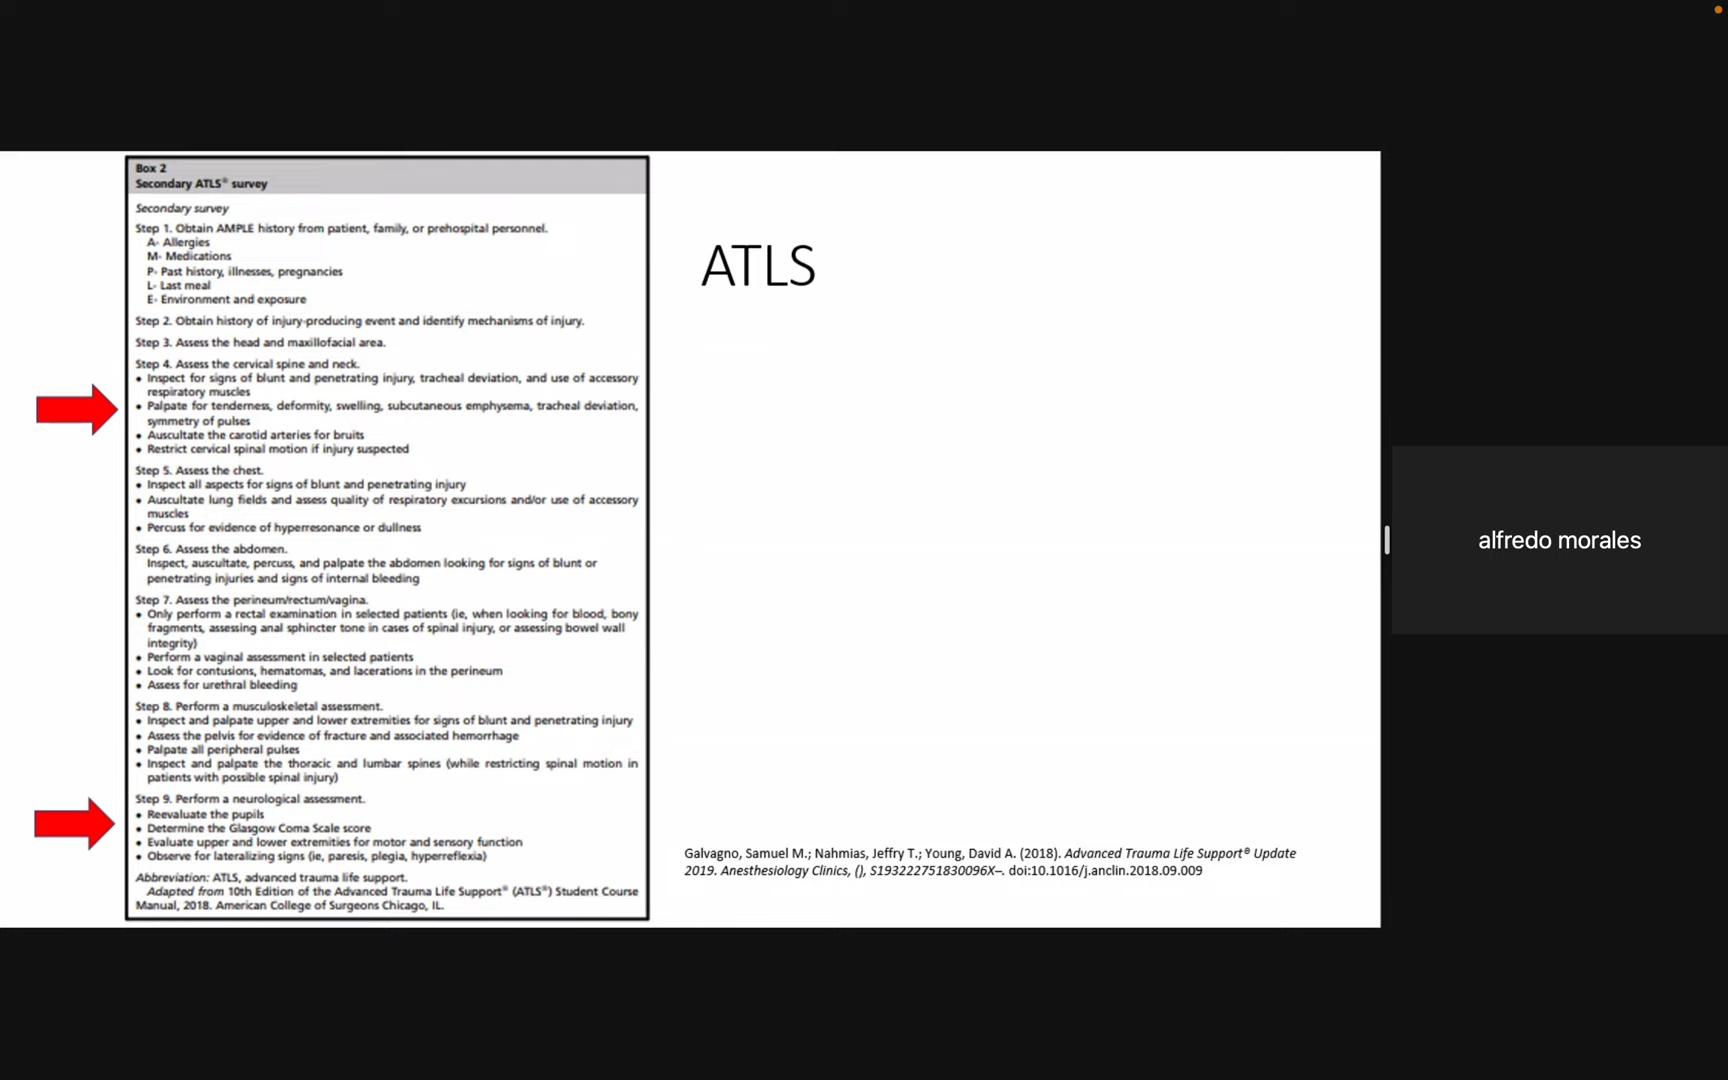 Box 2
Secondary ATLS® survey
Secondary survey
Step 1. Obtain AMPLE history from patient, family, or prehospital personnel.
A- Allergies
M- Medications
P- Past history, illnesses, pregnancies
L- Last meal
E- Environment and exposure
Step 2. Obtain history of injury-producing event and identify mechanisms of injury.
Step 3. Assess the head and maxillofacial area.
Step 4. Assess the cervical spine and neck.
• Inspect for signs of blunt and penetrating injury, tracheal deviation, and use of accessory
respiratory muscles
• Palpate for tenderness, deformity, swelling, subcutaneous emphysema, tracheal deviation,
symmetry of pulses
• Auscultate the carotid arteries for bruits
• Restrict cervical spinal motion if injury suspected
Step 5. Assess the chest.
• Inspect all aspects for signs of blunt and penetrating injury
• Auscultate lung fields and assess quality of respiratory excursions and/or use of accessory
muscles
• Percuss for evidence of hyperresonance or dullness
Step 6. Assess the abdomen.
Inspect, auscultate, percuss, and palpate the abdomen looking for signs of blunt or
penetrating injuries and signs of internal bleeding
Step 7. Assess the perineum/rectum/vagina.
• Only perform a rectal examination in selected patients (ie, when looking for blood, bony
fragments, assessing anal sphincter tone in cases of spinal injury, or assessing bowel wall
integrity)
• Perform a vaginal assessment in selected patients
• Look for contusions, hematomas, and lacerations in the perineum
• Assess for urethral bleeding
Step 8. Perform a musculoskeletal assessment.
• Inspect and palpate upper and lower extremities for signs of blunt and penetrating injury
• Assess the pelvis for evidence of fracture and associated hemorrhage
• Palpate all peripheral pulses
• Inspect and palpate the thoracic and lumbar spines (while restricting spinal motion in
patients with possible spinal injury)
Step 9. Perform a neurological assessment.
• Reevaluate the pupils
• Determine the Glasgow Coma Scale score
• Evaluate upper and lower extremities for motor and sensory function
• Observe for lateralizing signs (ie, paresis, plegia, hyperreflexia)
Abbreviation: ATLS, advanced trauma life support.
Adapted from 10th Edition of the Advanced Trauma Life Support® (ATLS®) Student Course
Manual, 2018. American College of Surgeons Chicago, IL.
ATLS
Galvagno, Samuel M.; Nahmias, Jeffry T.; Young, David A. (2018). Advanced Trauma Life Support® Update
2019. Anesthesiology Clinics, (), S193222751830096X–. doi:10.1016/j.anclin.2018.09.009
alfredo morales